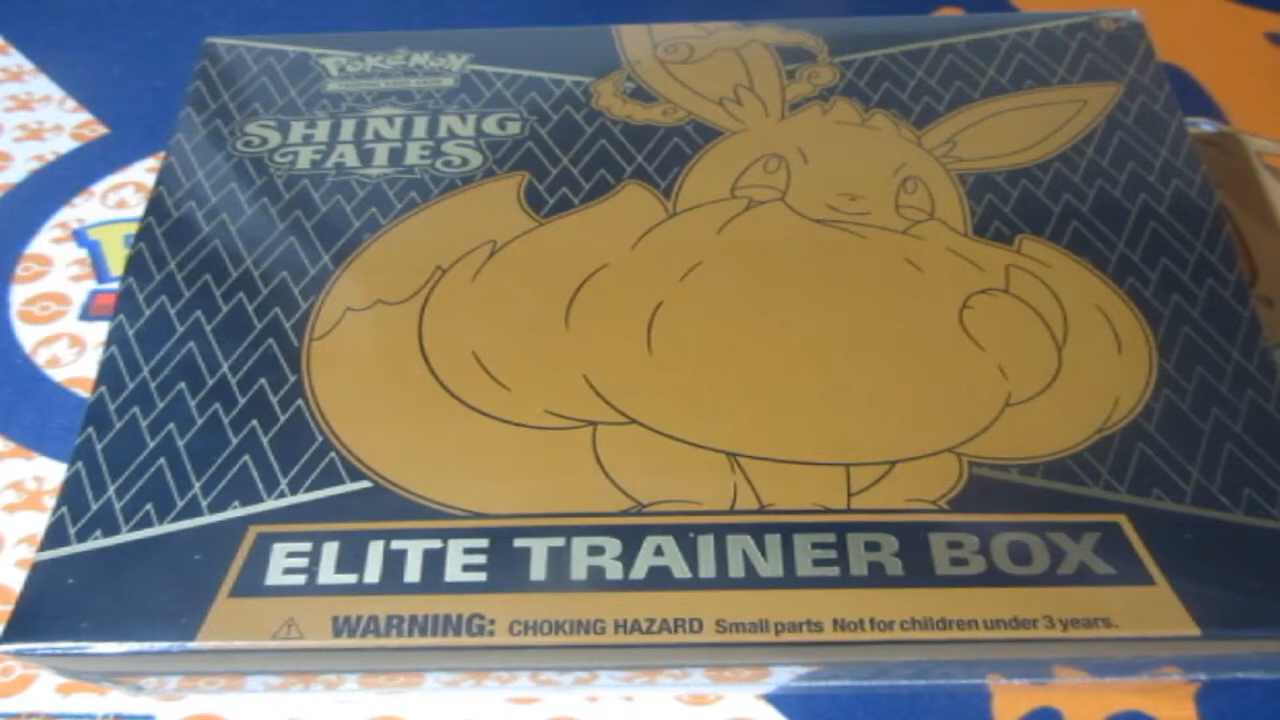 Pokémon
SHINING
FATES
ELITE TRAINER BOX
WARNING: CHOKING HAZARD Small parts Not for children under 3 years.